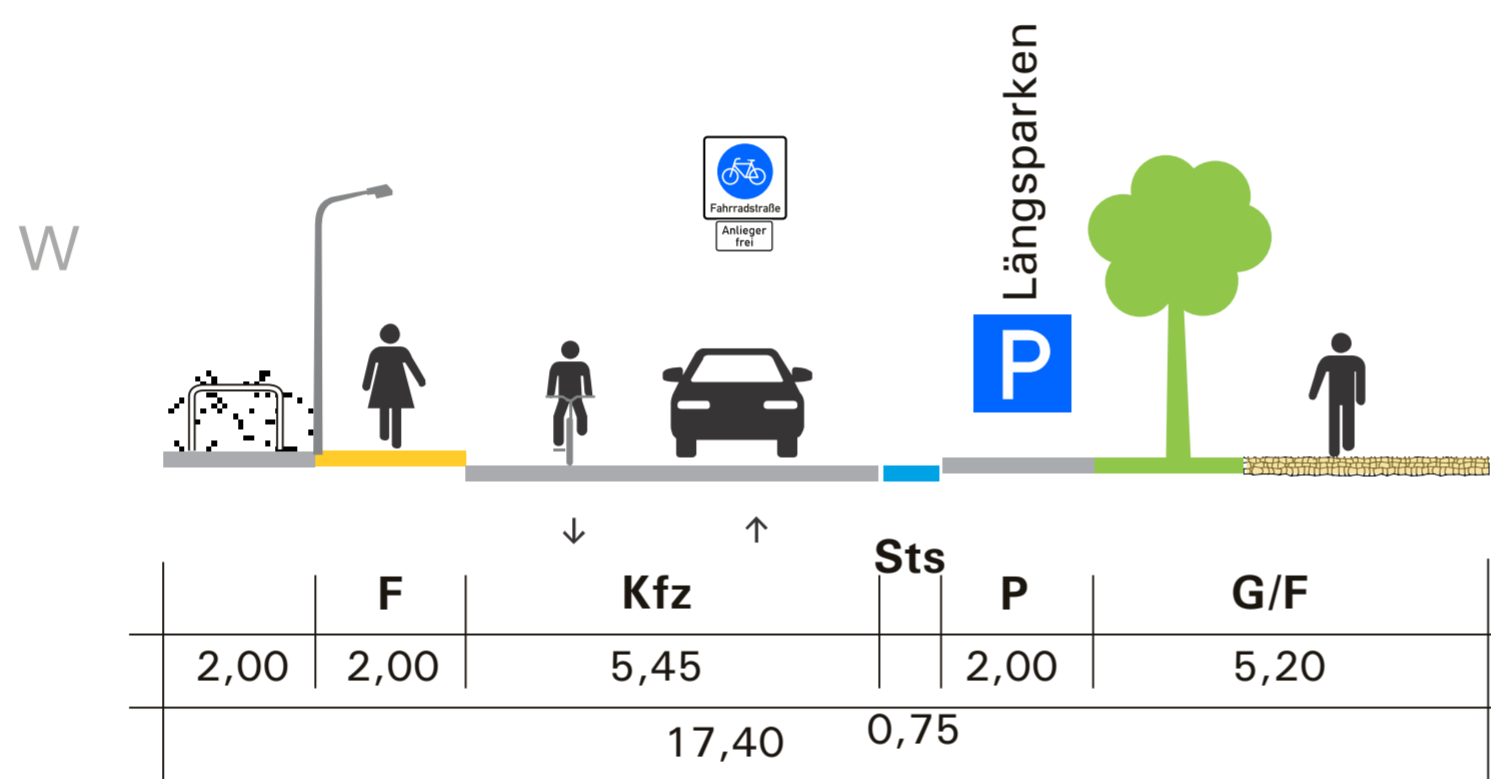 Längsparken
W
Fahrradstraße
Anlieger
frei
P
↓ ↑
Sts
F Kfz P G/F
2,00 2,00 5,45 2,00 5,20
17,40 0,75